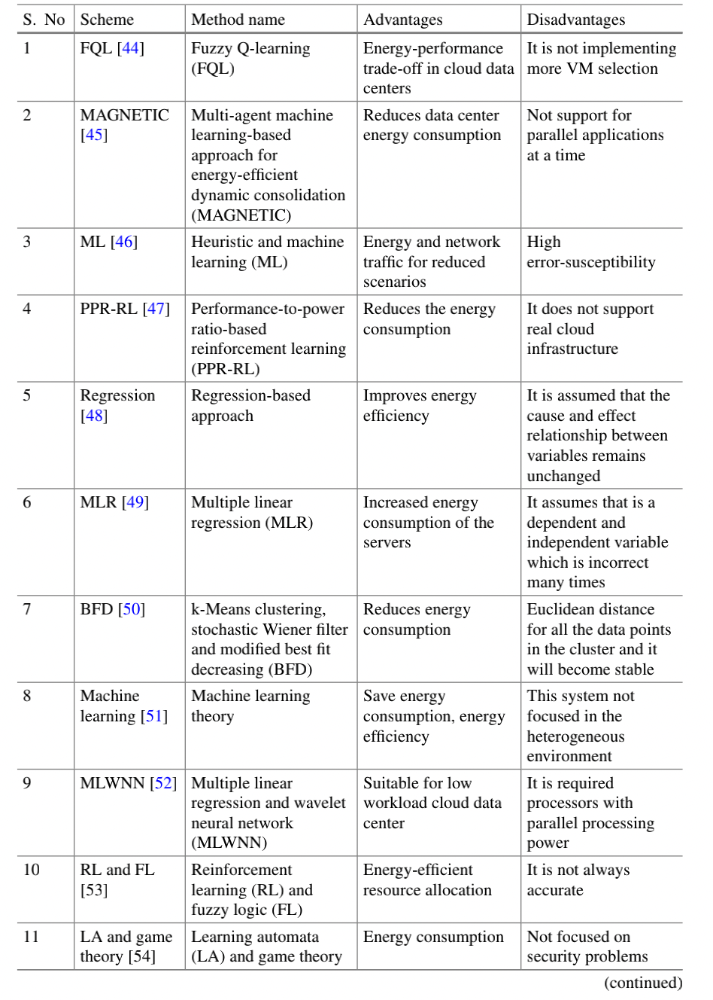 S. No Scheme Method name Advantages Disadvantages
1 FQL [44] Fuzzy Q-learning Energy-performance It is not implementing
(FQL) trade-off in cloud data more VM selection
centers
2 MAGNETIC Multi-agent machine Reduces data center Not support for
[45] learning-based energy consumption parallel applications
approach for at a time
energy-efficient
dynamic consolidation
(MAGNETIC)
3 ML [46] Heuristic and machine Energy and network High
learning (ML) traffic for reduced error-susceptibility
scenarios
4 PPR-RL [47] Performance-to-power Reduces the energy It does not support
ratio-based consumption real cloud
reinforcement learning infrastructure
(PPR-RL)
5 Regression Regression-based Improves energy It is assumed that the
[48] approach efficiency cause and effect
relationship between
variables remains
unchanged
6 MLR [49] Multiple linear Increased energy It assumes that is a
regression (MLR) consumption of the dependent and
servers independent variable
which is incorrect
many times
7 BFD [50] k-Means clustering, Reduces energy Euclidean distance
stochastic Wiener filter consumption for all the data points
and modified best fit in the cluster and it
decreasing (BFD) will become stable
8 Machine Machine learning Save energy This system not
learning [51] theory consumption, energy focused in the
efficiency heterogeneous
environment
9 MLWNN [52] Multiple linear Suitable for low It is required
regression and wavelet workload cloud data processors with
neural network center parallel processing
(MLWNN) power
10 RL and FL Reinforcement Energy-efficient It is not always
[53] learning (RL) and resource allocation accurate
fuzzy logic (FL)
11 LA and game Learning automata Energy consumption Not focused on
theory [54] (LA) and game theory security problems
(continued)